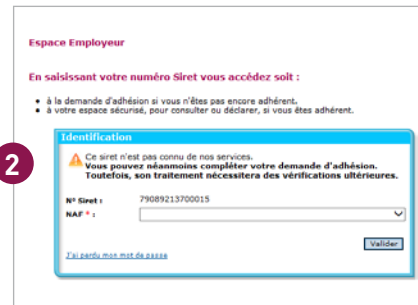 Espace Employeur
En saisissant votre numéro Siret vous accédez soit :
• à la demande d'adhésion si vous n'êtes pas encore adhérent.
• à votre espace sécurisé, pour consulter ou déclarer, si vous êtes adhérent.
Identification
2
Ce siret n'est pas connu de nos services.
Vous pouvez néanmoins compléter votre demande d'adhésion.
Toutefois, son traitement nécessitera des vérifications ultérieures.
N° Siret : 79089213700015
NAF * :
Valider
J'ai perdu mon mot de passe